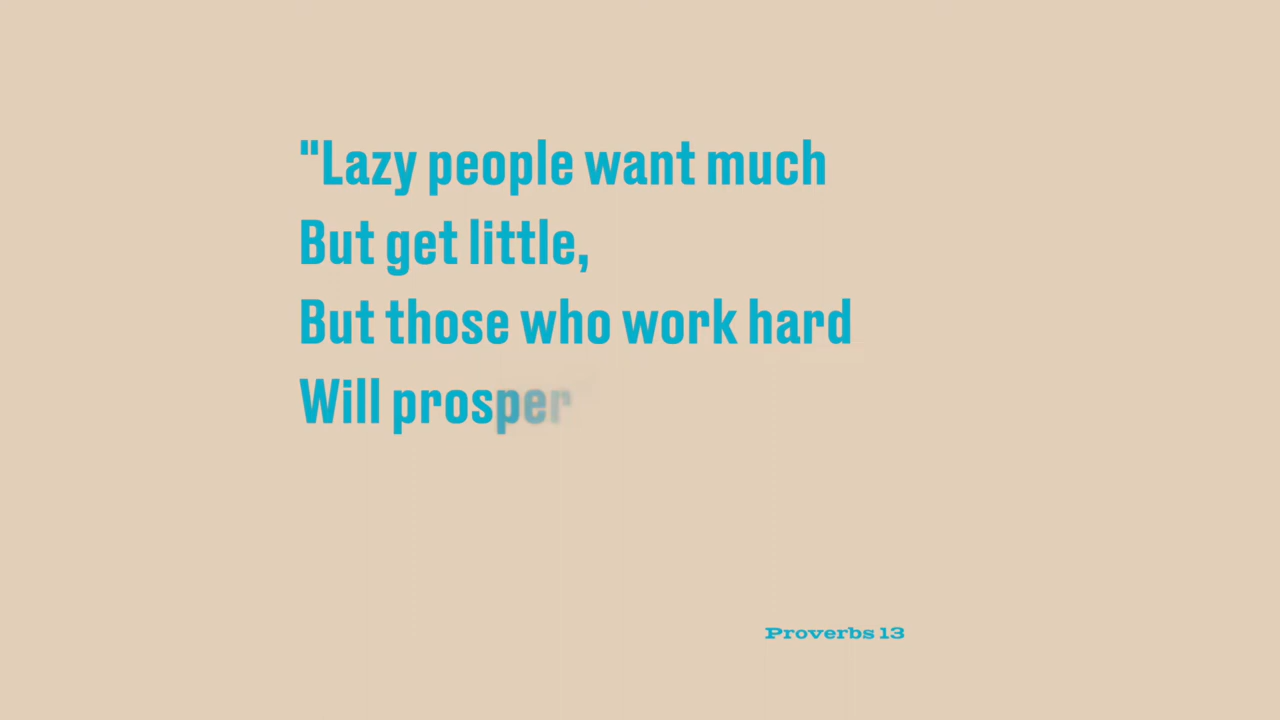 "Lazy people want much
But get little,
But those who work hard
Will prosper
Proverbs 13